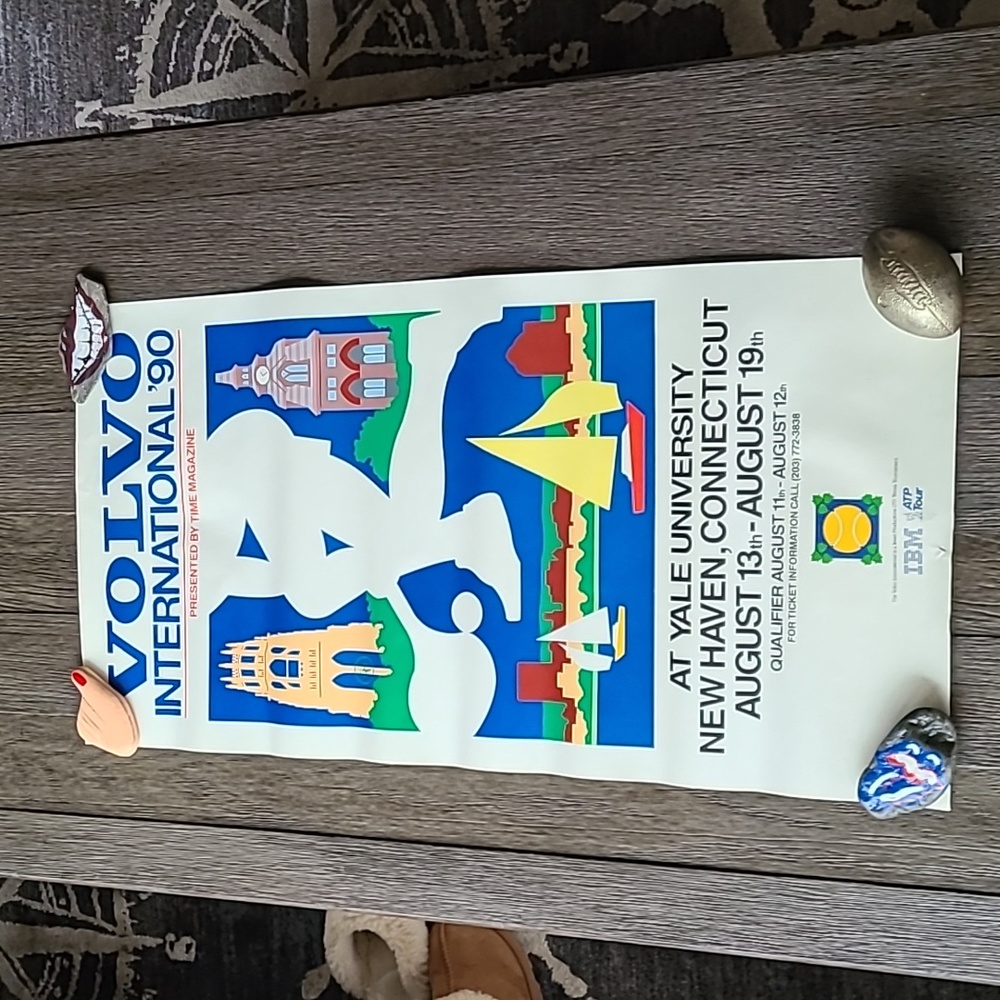 VOLVO
INTERNATIONAL '90
PRESENTED BY TIME MAGAZINE
AT YALE UNIVERSITY
NEW HAVEN, CONNECTICUT
AUGUST 13th - AUGUST 19th
QUALIFIER AUGUST 11th - AUGUST 12th
FOR TICKET INFORMATION CALL (203) 772-3838
IBM ATP
Tour